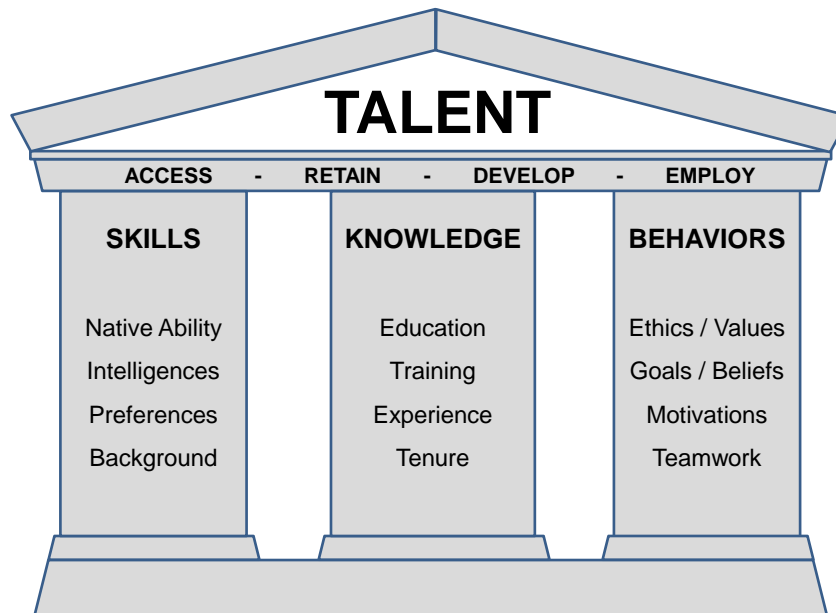 TALENT
ACCESS - RETAIN - DEVELOP - EMPLOY
SKILLS
Native Ability
Intelligences
Preferences
Background
KNOWLEDGE
Education
Training
Experience
Tenure
BEHAVIORS
Ethics / Values
Goals / Beliefs
Motivations
Teamwork